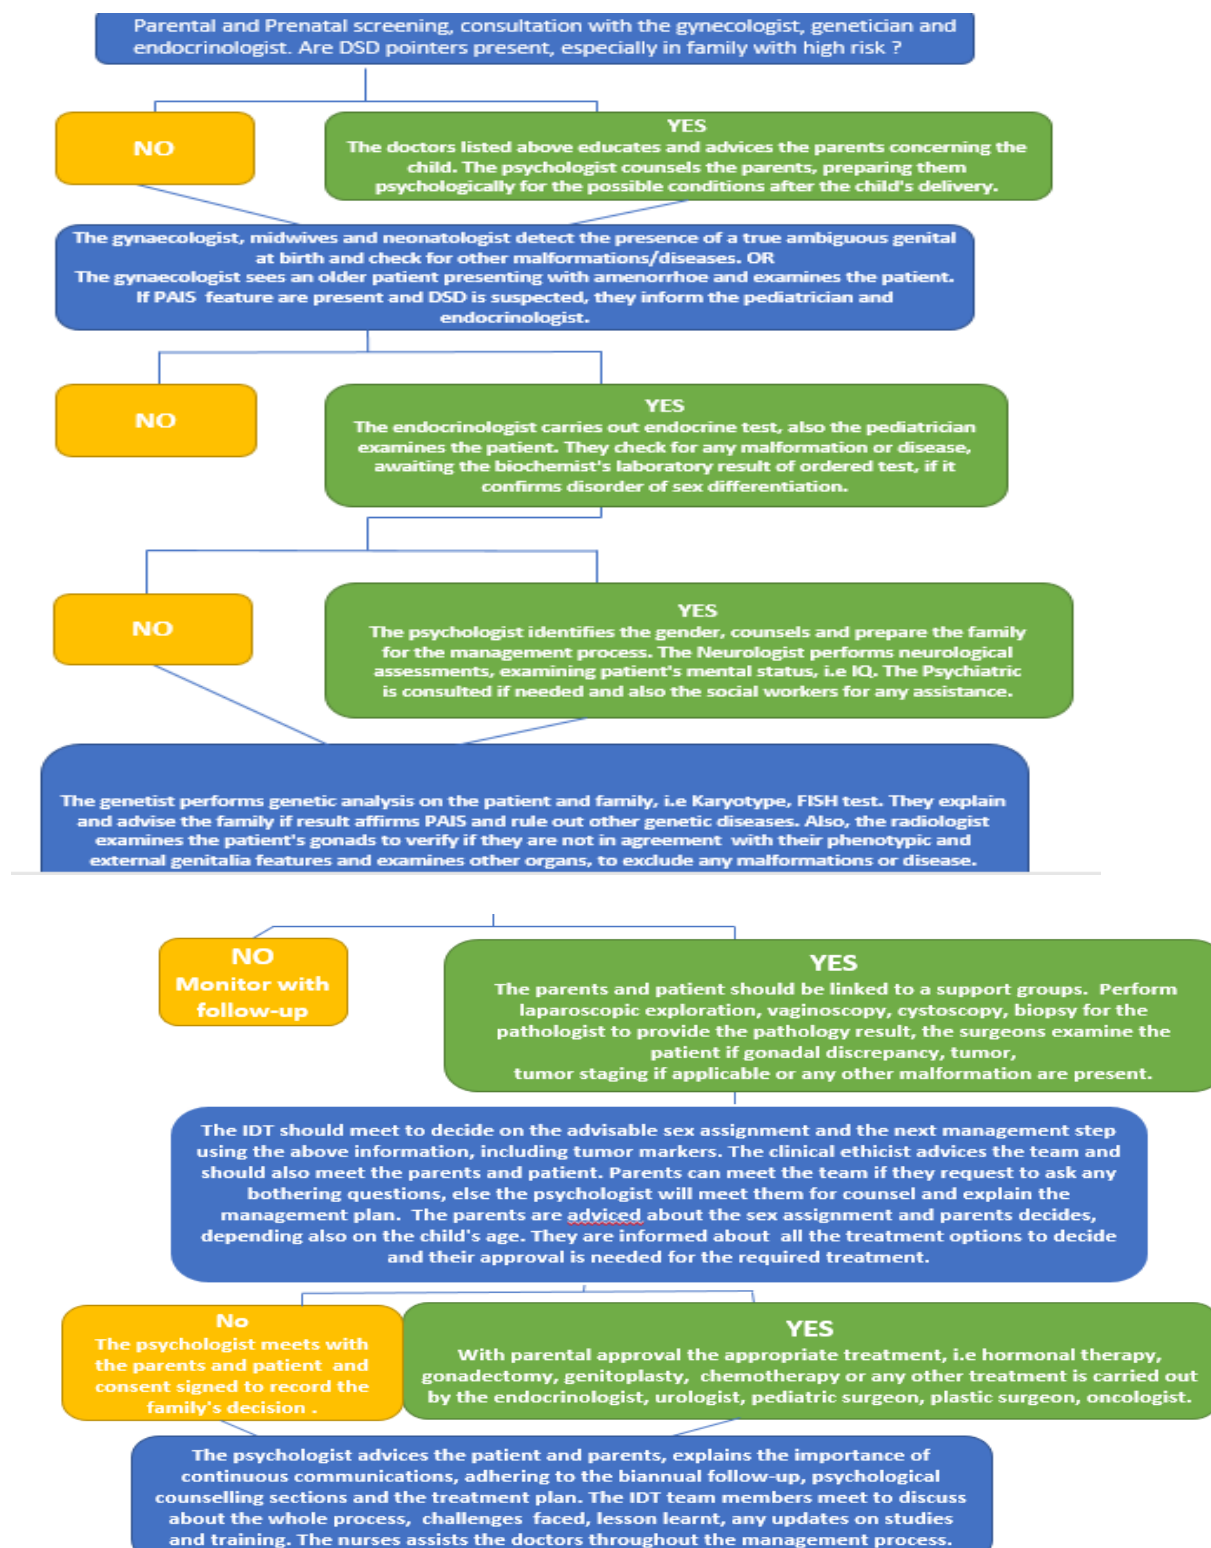 Parental and Prenatal screening, consultation with the gynecologist, genetician and
endocrinologist. Are DSD pointers present, especially in family with high risk ?
NO
YES
The doctors listed above educates and advices the parents concerning the
child. The psychologist counsels the parents, preparing them
psychologically for the possible conditions after the child's delivery.
The gynaecologist, midwives and neonatologist detect the presence of a true ambiguous genital
at birth and check for other malformations/diseases. OR
The gynaecologist sees an older patient presenting with amenorrhoe and examines the patient.
If PAIS feature are present and DSD is suspected, they inform the pediatrician and
endocrinologist.
NO
YES
The endocrinologist carries out endocrine test, also the pediatrician
examines the patient. They check for any malformation or disease,
awaiting the biochemist's laboratory result of ordered test, if it
confirms disorder of sex differentiation.
NO
YES
The psychologist identifies the gender, counsels and prepare the family
for the management process. The Neurologist performs neurological
assessments, examining patient's mental status, i.e IQ. The Psychiatric
is consulted if needed and also the social workers for any assistance.
The genetist performs genetic analysis on the patient and family, i.e Karyotype, FISH test. They explain
and advise the family if result affirms PAIS and rule out other genetic diseases. Also, the radiologist
examines the patient's gonads to verify if they are not in agreement with their phenotypic and
external genitalia features and examines other organs, to exclude any malformations or disease.
NO
Monitor with
follow-up
YES
The parents and patient should be linked to a support groups. Perform
laparoscopic exploration, vaginoscopy, cystoscopy, biopsy for the
pathologist to provide the pathology result, the surgeons examine the
patient if gonadal discrepancy, tumor,
tumor staging if applicable or any other malformation are present.
The IDT should meet to decide on the advisable sex assignment and the next management step
using the above information, including tumor markers. The clinical ethicist advices the team and
should also meet the parents and patient. Parents can meet the team if they request to ask any
bothering questions, else the psychologist will meet them for counsel and explain the
management plan. The parents are adviced about the sex assignment and parents decides,
depending also on the child's age. They are informed about all the treatment options to decide
and their approval is needed for the required treatment.
No
The psychologist meets with
the parents and patient and
consent signed to record the
family's decision .
YES
With parental approval the appropriate treatment, i.e hormonal therapy,
gonadectomy, genitoplasty, chemotherapy or any other treatment is carried out
by the endocrinologist, urologist, pediatric surgeon, plastic surgeon, oncologist.
The psychologist advices the patient and parents, explains the importance of
continuous communications, adhering to the biannual follow-up, psychological
counselling sections and the treatment plan. The IDT team members meet to discuss
about the whole process, challenges faced, lesson learnt, any updates on studies
and training. The nurses assists the doctors throughout the management process.